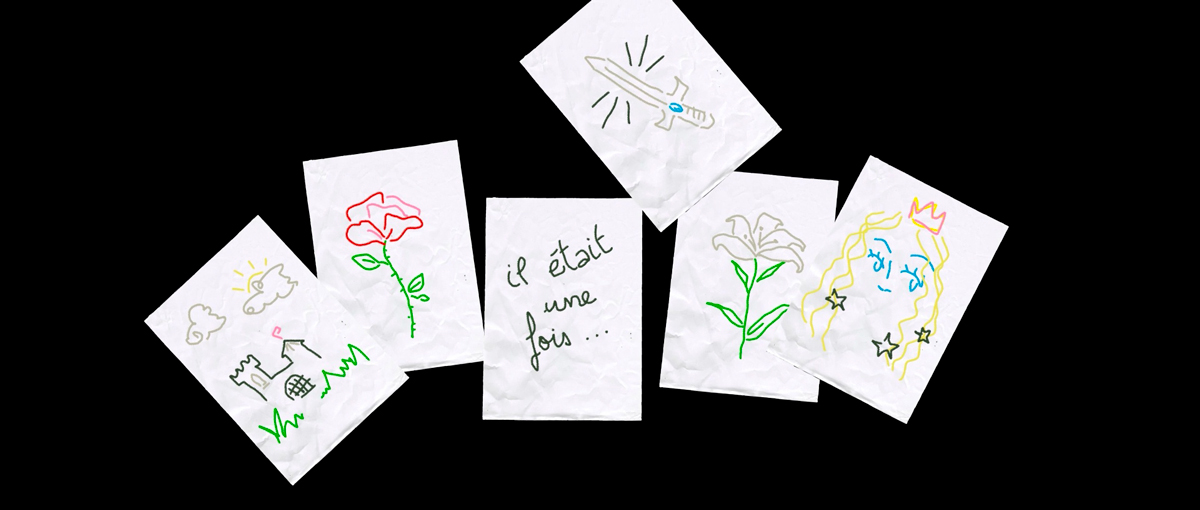 il était
une
fois ...